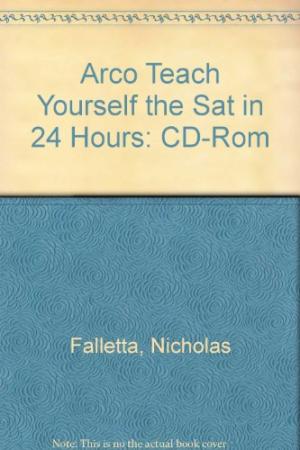 Arco Teach
Yourself the Sat in
24 Hours: CD-Rom
Falletta, Nicholas
Note: This is no the actual book cover